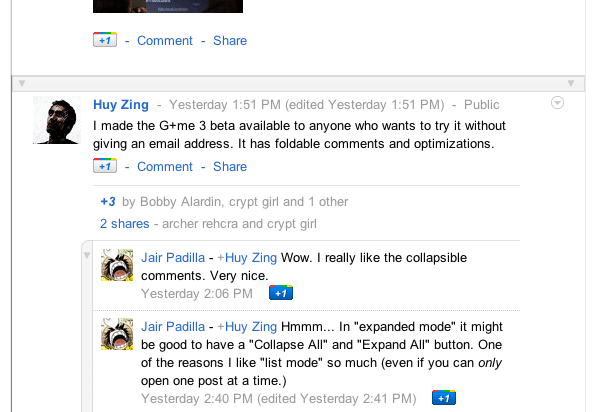 +1 - Comment - Share
Huy Zing - Yesterday 1:51 PM (edited Yesterday 1:51 PM) - Public
I made the G+me 3 beta available to anyone who wants to try it without
giving an email address. It has foldable comments and optimizations.
+1 - Comment - Share
+3 by Bobby Alardin, crypt girl and 1 other
2 shares - archer rehcra and crypt girl
Jair Padilla - +Huy Zing Wow. I really like the collapsible
comments. Very nice.
Yesterday 2:06 PM +1
Jair Padilla - +Huy Zing Hmmm... In "expanded mode" it might
be good to have a "Collapse All" and "Expand All" button. One
of the reasons I like "list mode" so much (even if you can only
open one post at a time.)
Yesterday 2:40 PM (edited Yesterday 2:41 PM) +1